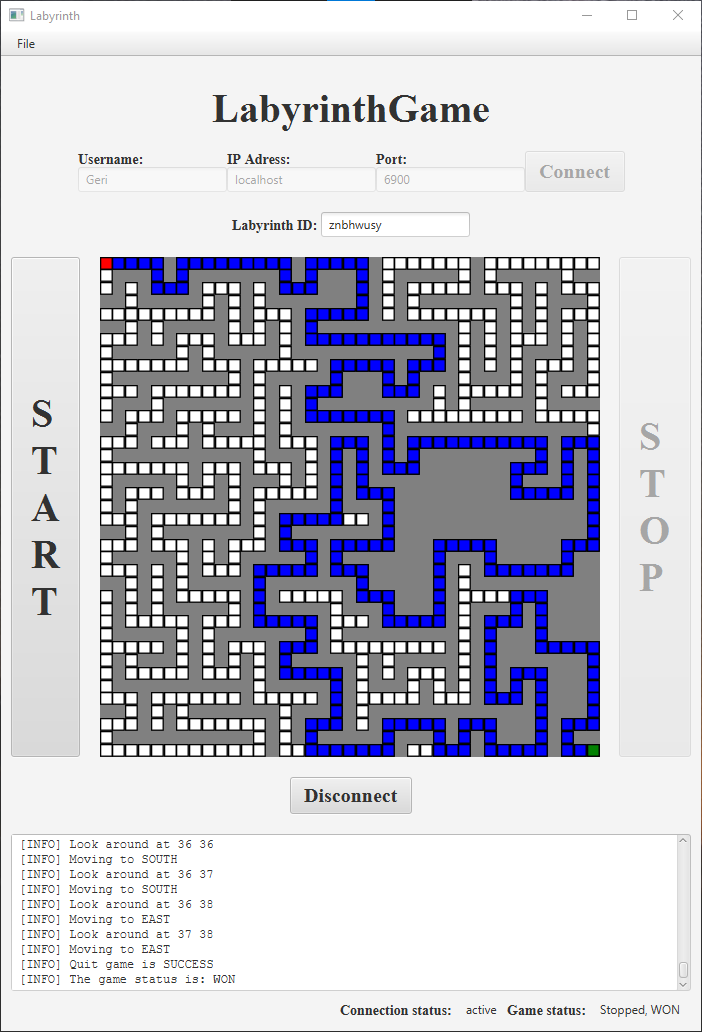 Labyrinth
File
LabyrinthGame
Username: IP Adress: Port:
Geri localhost 6900 Connect
Labyrinth ID: znbhwusy
START
STOP
Disconnect
[INFO] Look around at 36 36
[INFO] Moving to SOUTH
[INFO] Look around at 36 37
[INFO] Moving to SOUTH
[INFO] Look around at 36 38
[INFO] Moving to EAST
[INFO] Look around at 37 38
[INFO] Moving to EAST
[INFO] Quit game is SUCCESS
[INFO] The game status is: WON
Connection status: active Game status: Stopped, WON